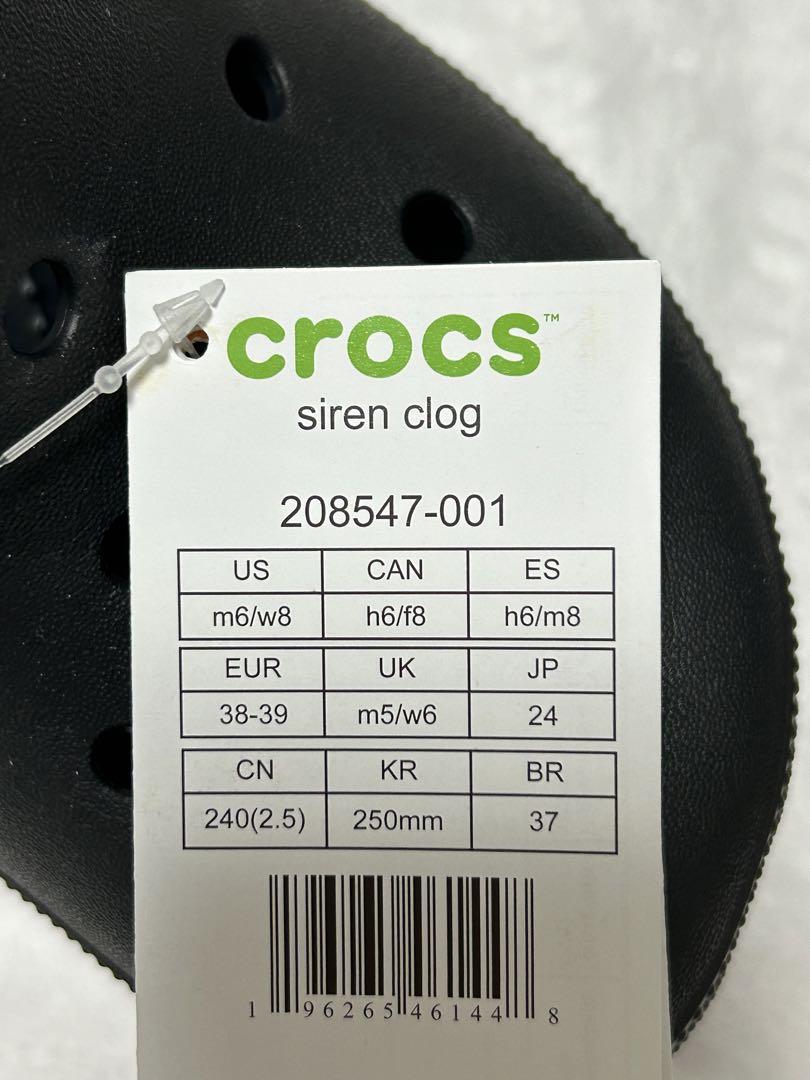 crocs™
siren clog
208547-001
US CAN ES
m6/w8 h6/f8 h6/m8
EUR UK JP
38-39 m5/w6 24
CN KR BR
240(2.5) 250mm 37
1 96265 46144 8